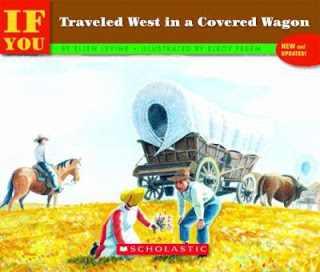 IF
YOU
Traveled West in a Covered Wagon
BY ELLEN LEVINE • ILLUSTRATED BY ELROY FREEM
NEW and
UPDATED!
SCHOLASTIC